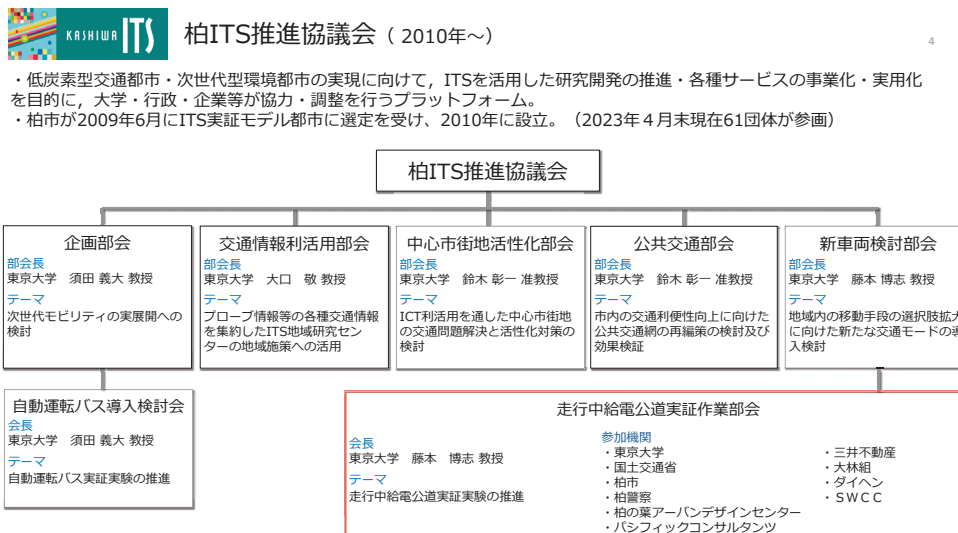 KASHIWA ITS
柏ITS推進協議会（ 2010年～）
4
・低炭素型交通都市・次世代型環境都市の実現に向けて，ITSを活用した研究開発の推進・各種サービスの事業化・実用化
を目的に，大学・行政・企業等が協力・調整を行うプラットフォーム。
・柏市が2009年6月にITS実証モデル都市に選定を受け、2010年に設立。（2023年４月末現在61団体が参画）
柏ITS推進協議会
企画部会
部会長
東京大学　須田 義大 教授
テーマ
次世代モビリティの実展開への
検討
交通情報利活用部会
部会長
東京大学　大口　敬 教授
テーマ
プローブ情報等の各種交通情報
を集約したITS地域研究セン
ターの地域施策への活用
中心市街地活性化部会
部会長
東京大学　鈴木 彰一 准教授
テーマ
ICT利活用を通した中心市街地
の交通問題解決と活性化対策の
検討
公共交通部会
部会長
東京大学　鈴木 彰一 准教授
テーマ
市内の交通利便性向上に向けた
公共交通網の再編策の検討及び
効果検証
新車両検討部会
部会長
東京大学　藤本 博志 教授
テーマ
地域内の移動手段の選択肢拡大
に向けた新たな交通モードの導
入検討
自動運転バス導入検討会
会長
東京大学　須田 義大 教授
テーマ
自動運転バス実証実験の推進
走行中給電公道実証作業部会
会長
東京大学　藤本　博志 教授
テーマ
走行中給電公道実証実験の推進
参加機関
・東京大学
・国土交通省
・柏市
・柏警察
・柏の葉アーバンデザインセンター
・パシフィックコンサルタンツ
・三井不動産
・大林組
・ダイヘン
・ＳＷＣＣ